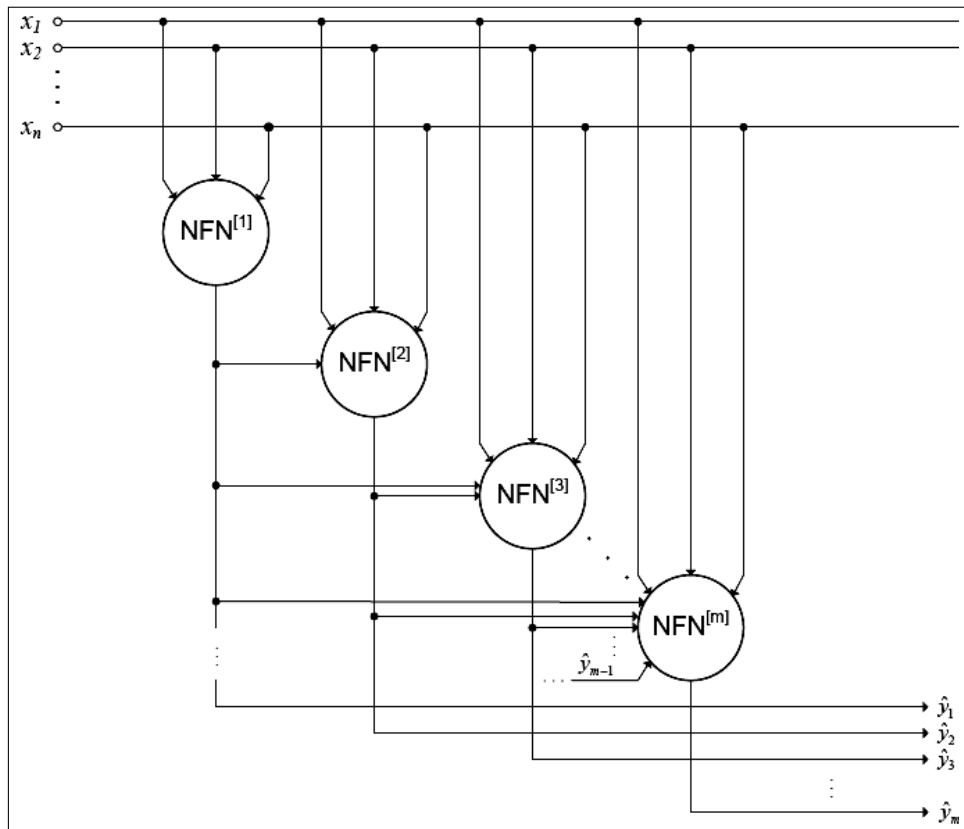 x₁
x₂
xₙ
NFN[1]
NFN[2]
NFN[3]
NFN[m]
ŷₘ₋₁
ŷ₁
ŷ₂
ŷ₃
ŷₘ